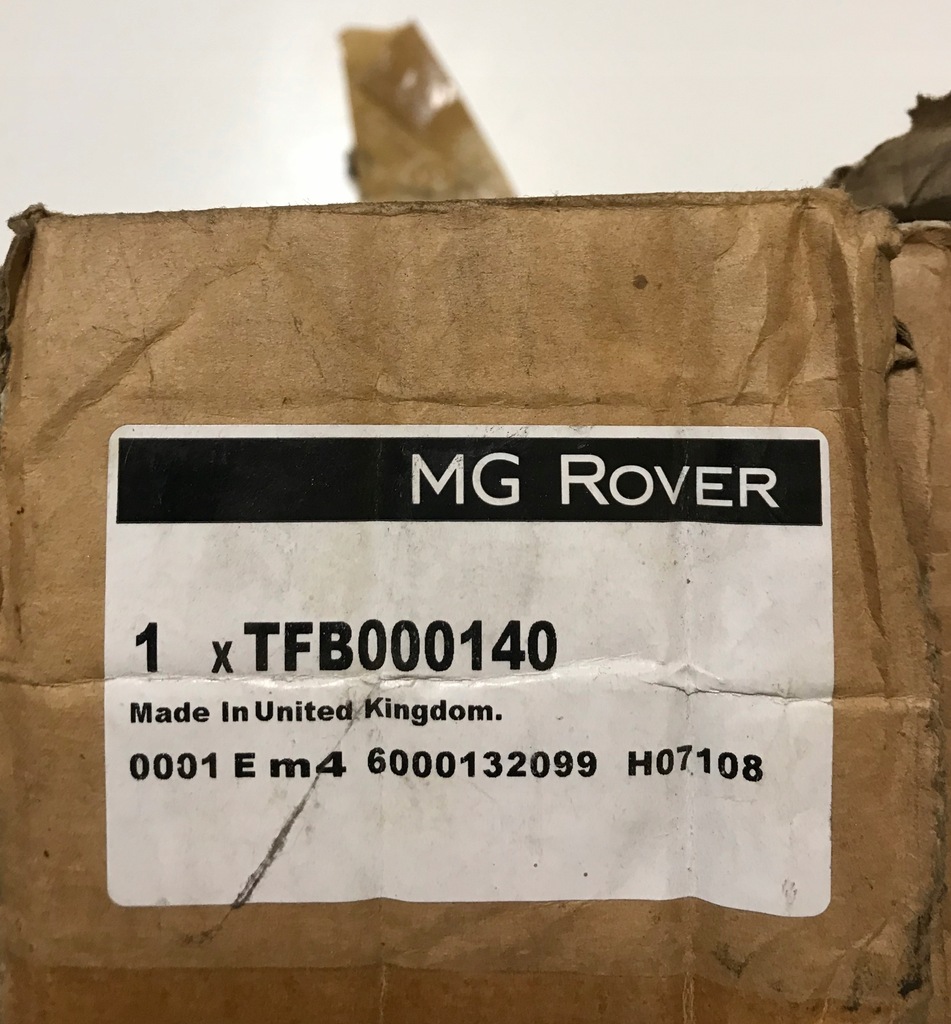 MG ROVER
1 x TFB000140
Made In United Kingdom.
0001 E m4 6000132099 H07108